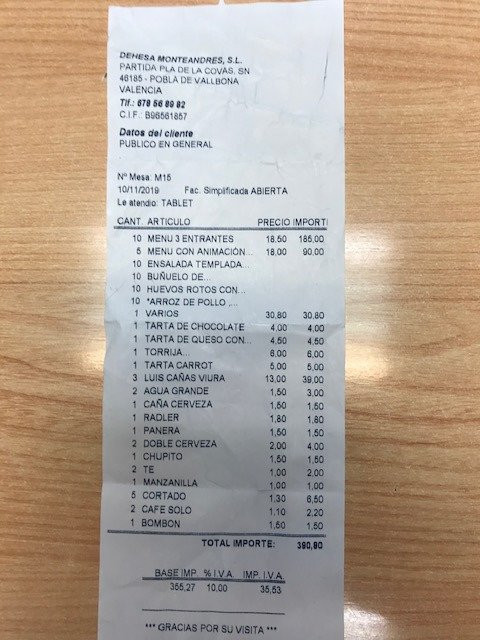 DEHESA MONTEANDRES, S.L.
PARTIDA PLA DE LA COVAS, SN
46185 - POBLA DE VALLBONA
VALENCIA
Tlf.: 678 56 89 82
C.I.F.: B96561857
Datos del cliente
PUBLICO EN GENERAL
Nº Mesa: M15
10/11/2019 Fac. Simplificada ABIERTA
Le atendio: TABLET
CANT. ARTICULO PRECIO IMPORTI
10 MENU 3 ENTRANTES 18,50 185,00
5 MENU CON ANIMACIÓN... 18,00 90,00
10 ENSALADA TEMPLADA...
10 BUÑUELO DE...
10 HUEVOS ROTOS CON...
10 *ARROZ DE POLLO ,...
1 VARIOS 30,80 30,80
1 TARTA DE CHOCOLATE 4,00 4,00
1 TARTA DE QUESO CON... 4,50 4,50
1 TORRIJA... 6,00 6,00
1 TARTA CARROT 5,00 5,00
3 LUIS CAÑAS VIURA 13,00 39,00
2 AGUA GRANDE 1,50 3,00
1 CAÑA CERVEZA 1,50 1,50
1 RADLER 1,80 1,80
1 PANERA 1,50 1,50
2 DOBLE CERVEZA 2,00 4,00
1 CHUPITO 1,50 1,50
2 TE 1,00 2,00
1 MANZANILLA 1,00 1,00
5 CORTADO 1,30 6,50
2 CAFE SOLO 1,10 2,20
1 BOMBON 1,50 1,50
TOTAL IMPORTE: 390,80
BASE IMP. % I.V.A. IMP. I.V.A.
355,27 10,00 35,53
*** GRACIAS POR SU VISITA ***